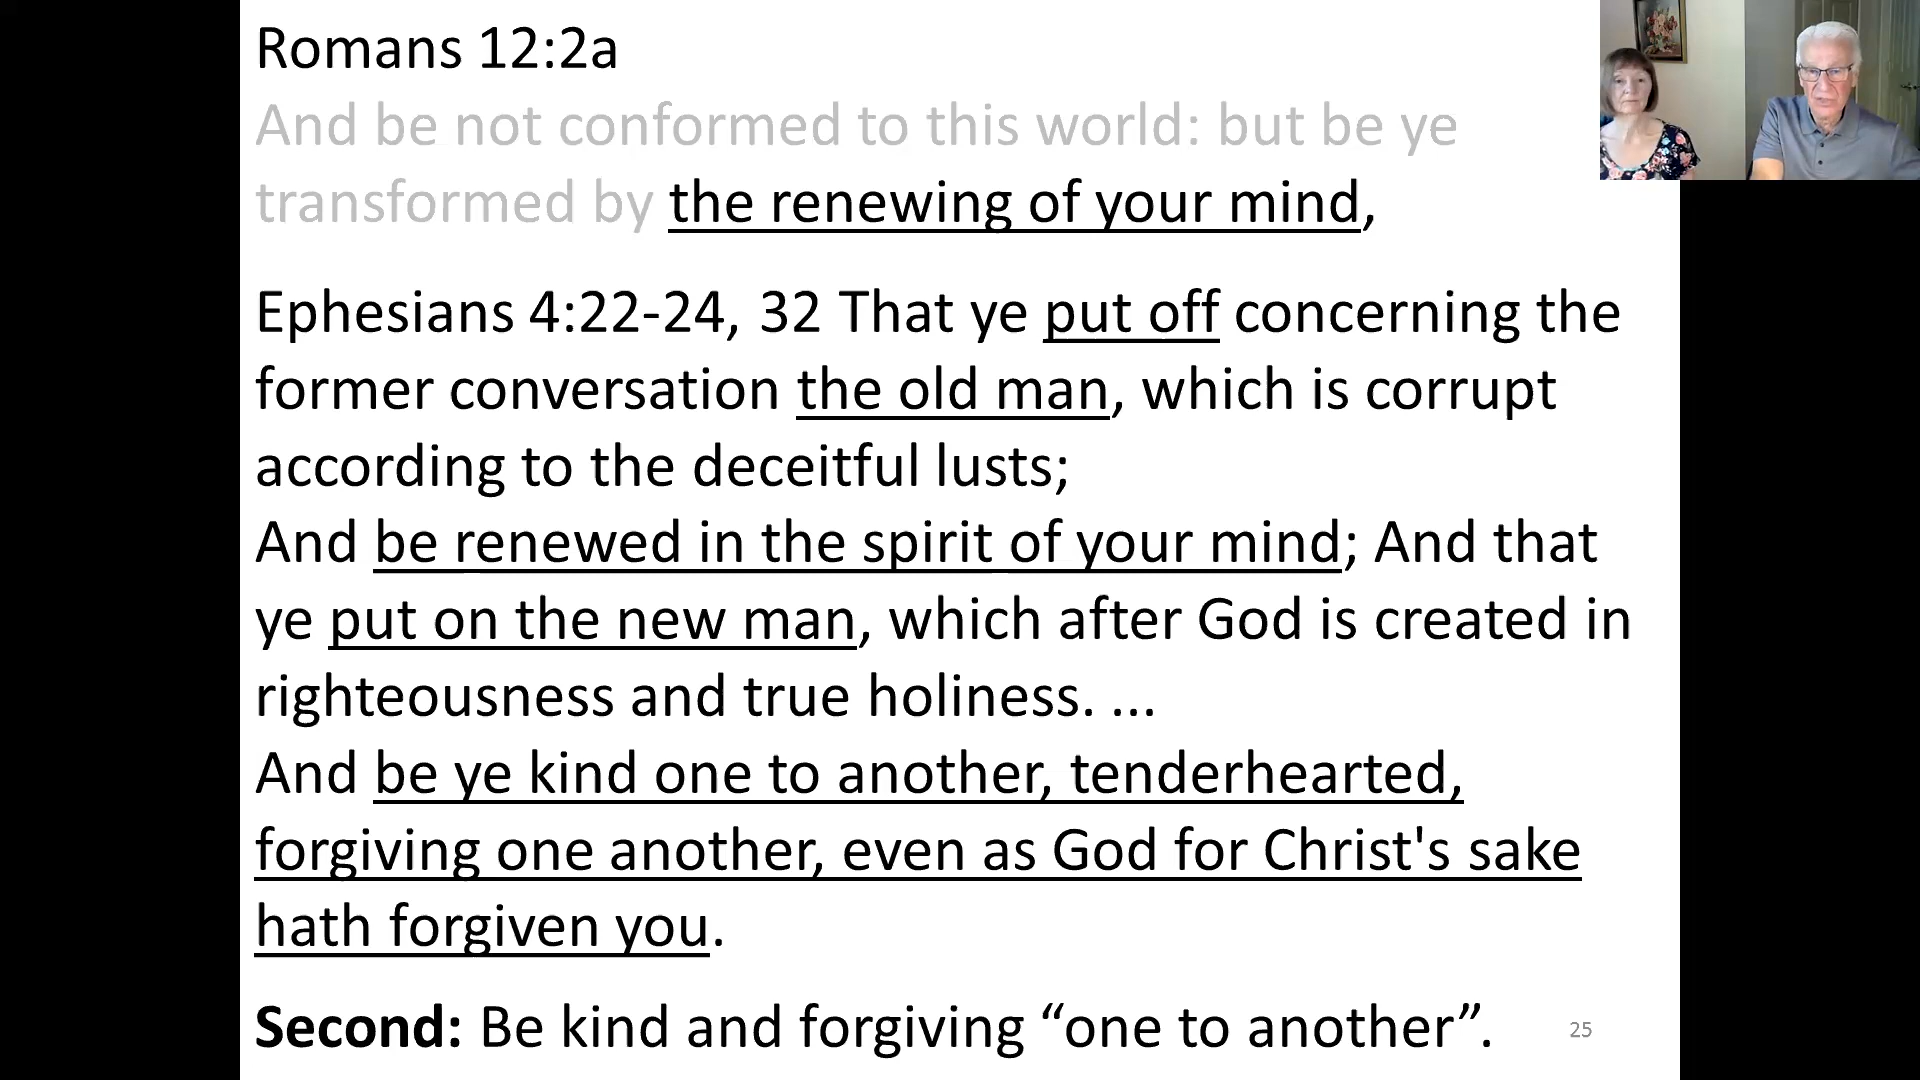 Romans 12:2a
And be not conformed to this world: but be ye
transformed by the renewing of your mind,
Ephesians 4:22-24, 32 That ye put off concerning the
former conversation the old man, which is corrupt
according to the deceitful lusts;
And be renewed in the spirit of your mind; And that
ye put on the new man, which after God is created in
righteousness and true holiness. ...
And be ye kind one to another, tenderhearted,
forgiving one another, even as God for Christ's sake
hath forgiven you.
Second: Be kind and forgiving “one to another”.
25